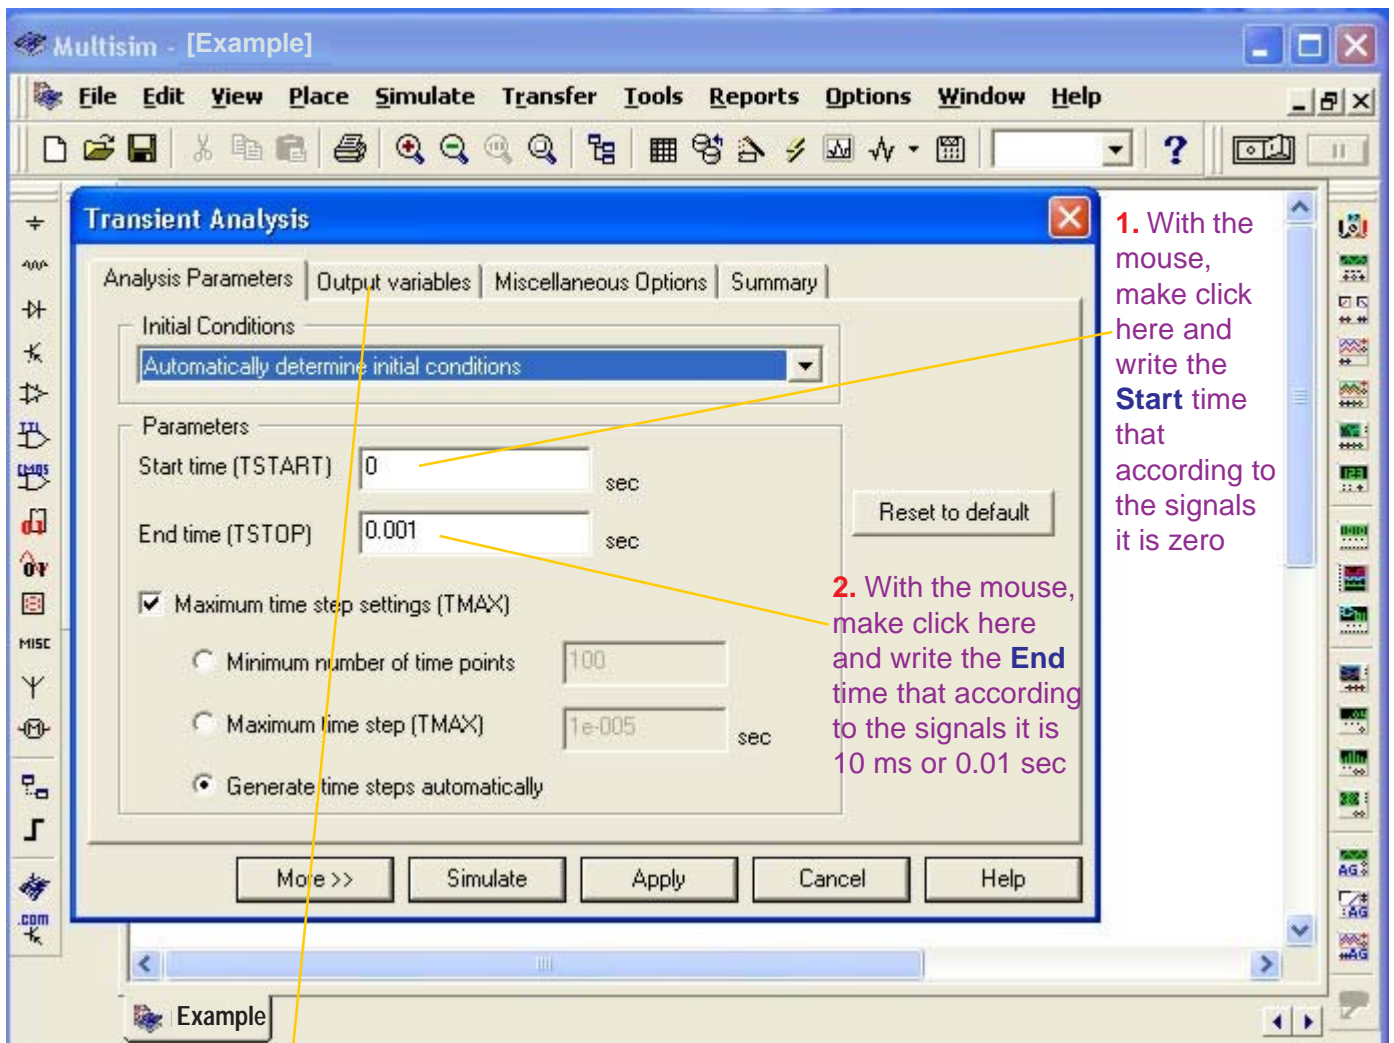 Multisim - [Example]
File Edit View Place Simulate Transfer Tools Reports Options Window Help
Transient Analysis
Analysis Parameters
Output variables
Miscellaneous Options
Summary
Initial Conditions
Automatically determine initial conditions
Parameters
Start time (TSTART)
0
sec
End time (TSTOP)
0.001
sec
Maximum time step settings (TMAX)
Minimum number of time points
100
Maximum time step (TMAX)
1e-005
sec
Generate time steps automatically
Reset to default
More >>
Simulate
Apply
Cancel
Help
1. With the
mouse,
make click
here and
write the
Start time
that
according to
the signals
it is zero
2. With the mouse,
make click here
and write the End
time that according
to the signals it is
10 ms or 0.01 sec
TTL
CMOS
MISC
.com
AG
AG
AG
Example